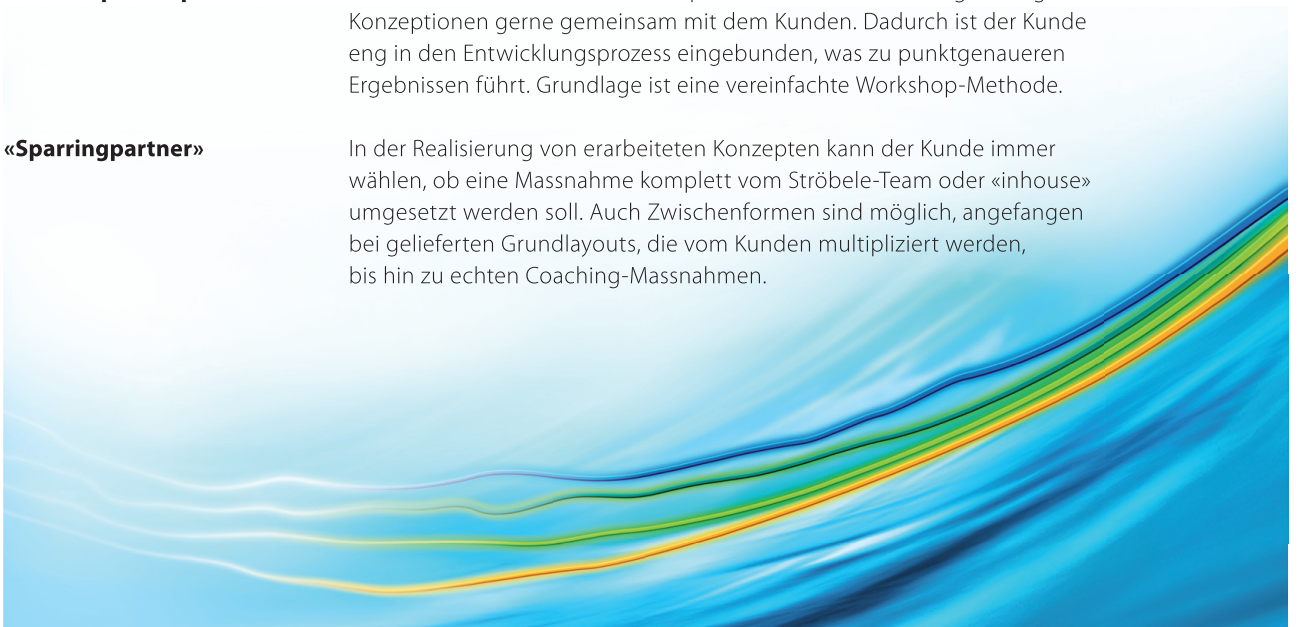 Konzeptionen gerne gemeinsam mit dem Kunden. Dadurch ist der Kunde
eng in den Entwicklungsprozess eingebunden, was zu punktgenaueren
Ergebnissen führt. Grundlage ist eine vereinfachte Workshop-Methode.
«Sparringpartner»
In der Realisierung von erarbeiteten Konzepten kann der Kunde immer
wählen, ob eine Massnahme komplett vom Ströbele-Team oder «inhouse»
umgesetzt werden soll. Auch Zwischenformen sind möglich, angefangen
bei gelieferten Grundlayouts, die vom Kunden multipliziert werden,
bis hin zu echten Coaching-Massnahmen.